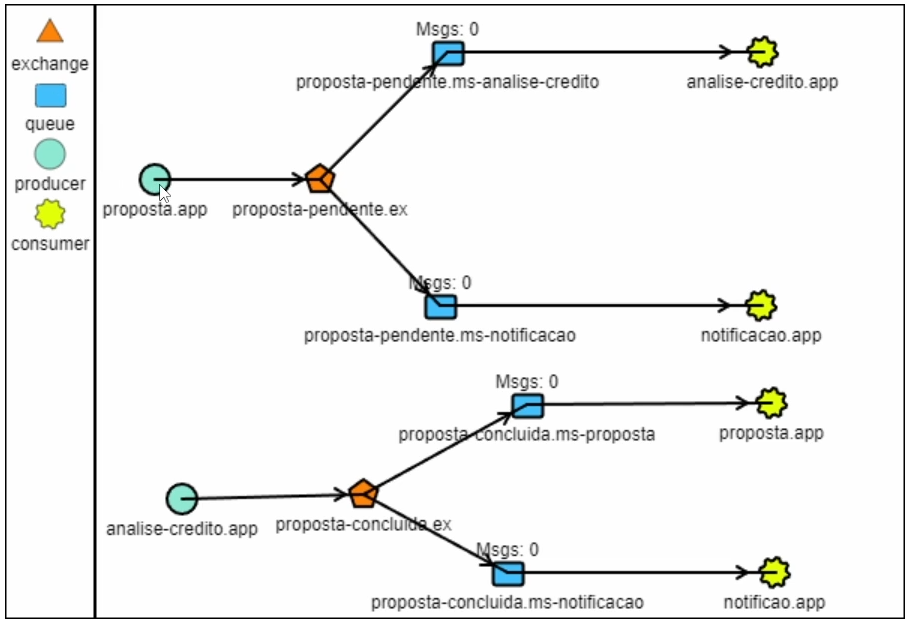 exchange
queue
producer
consumer
Msgs: 0
proposta-pendente.ms-analise-credito
analise-credito.app
proposta.app
proposta-pendente.ex
Msgs: 0
proposta-pendente.ms-notificacao
notificacao.app
Msgs: 0
proposta-concluida.ms-proposta
proposta.app
analise-credito.app
proposta-concluida.ex
Msgs: 0
proposta-concluida.ms-notificacao
notificao.app